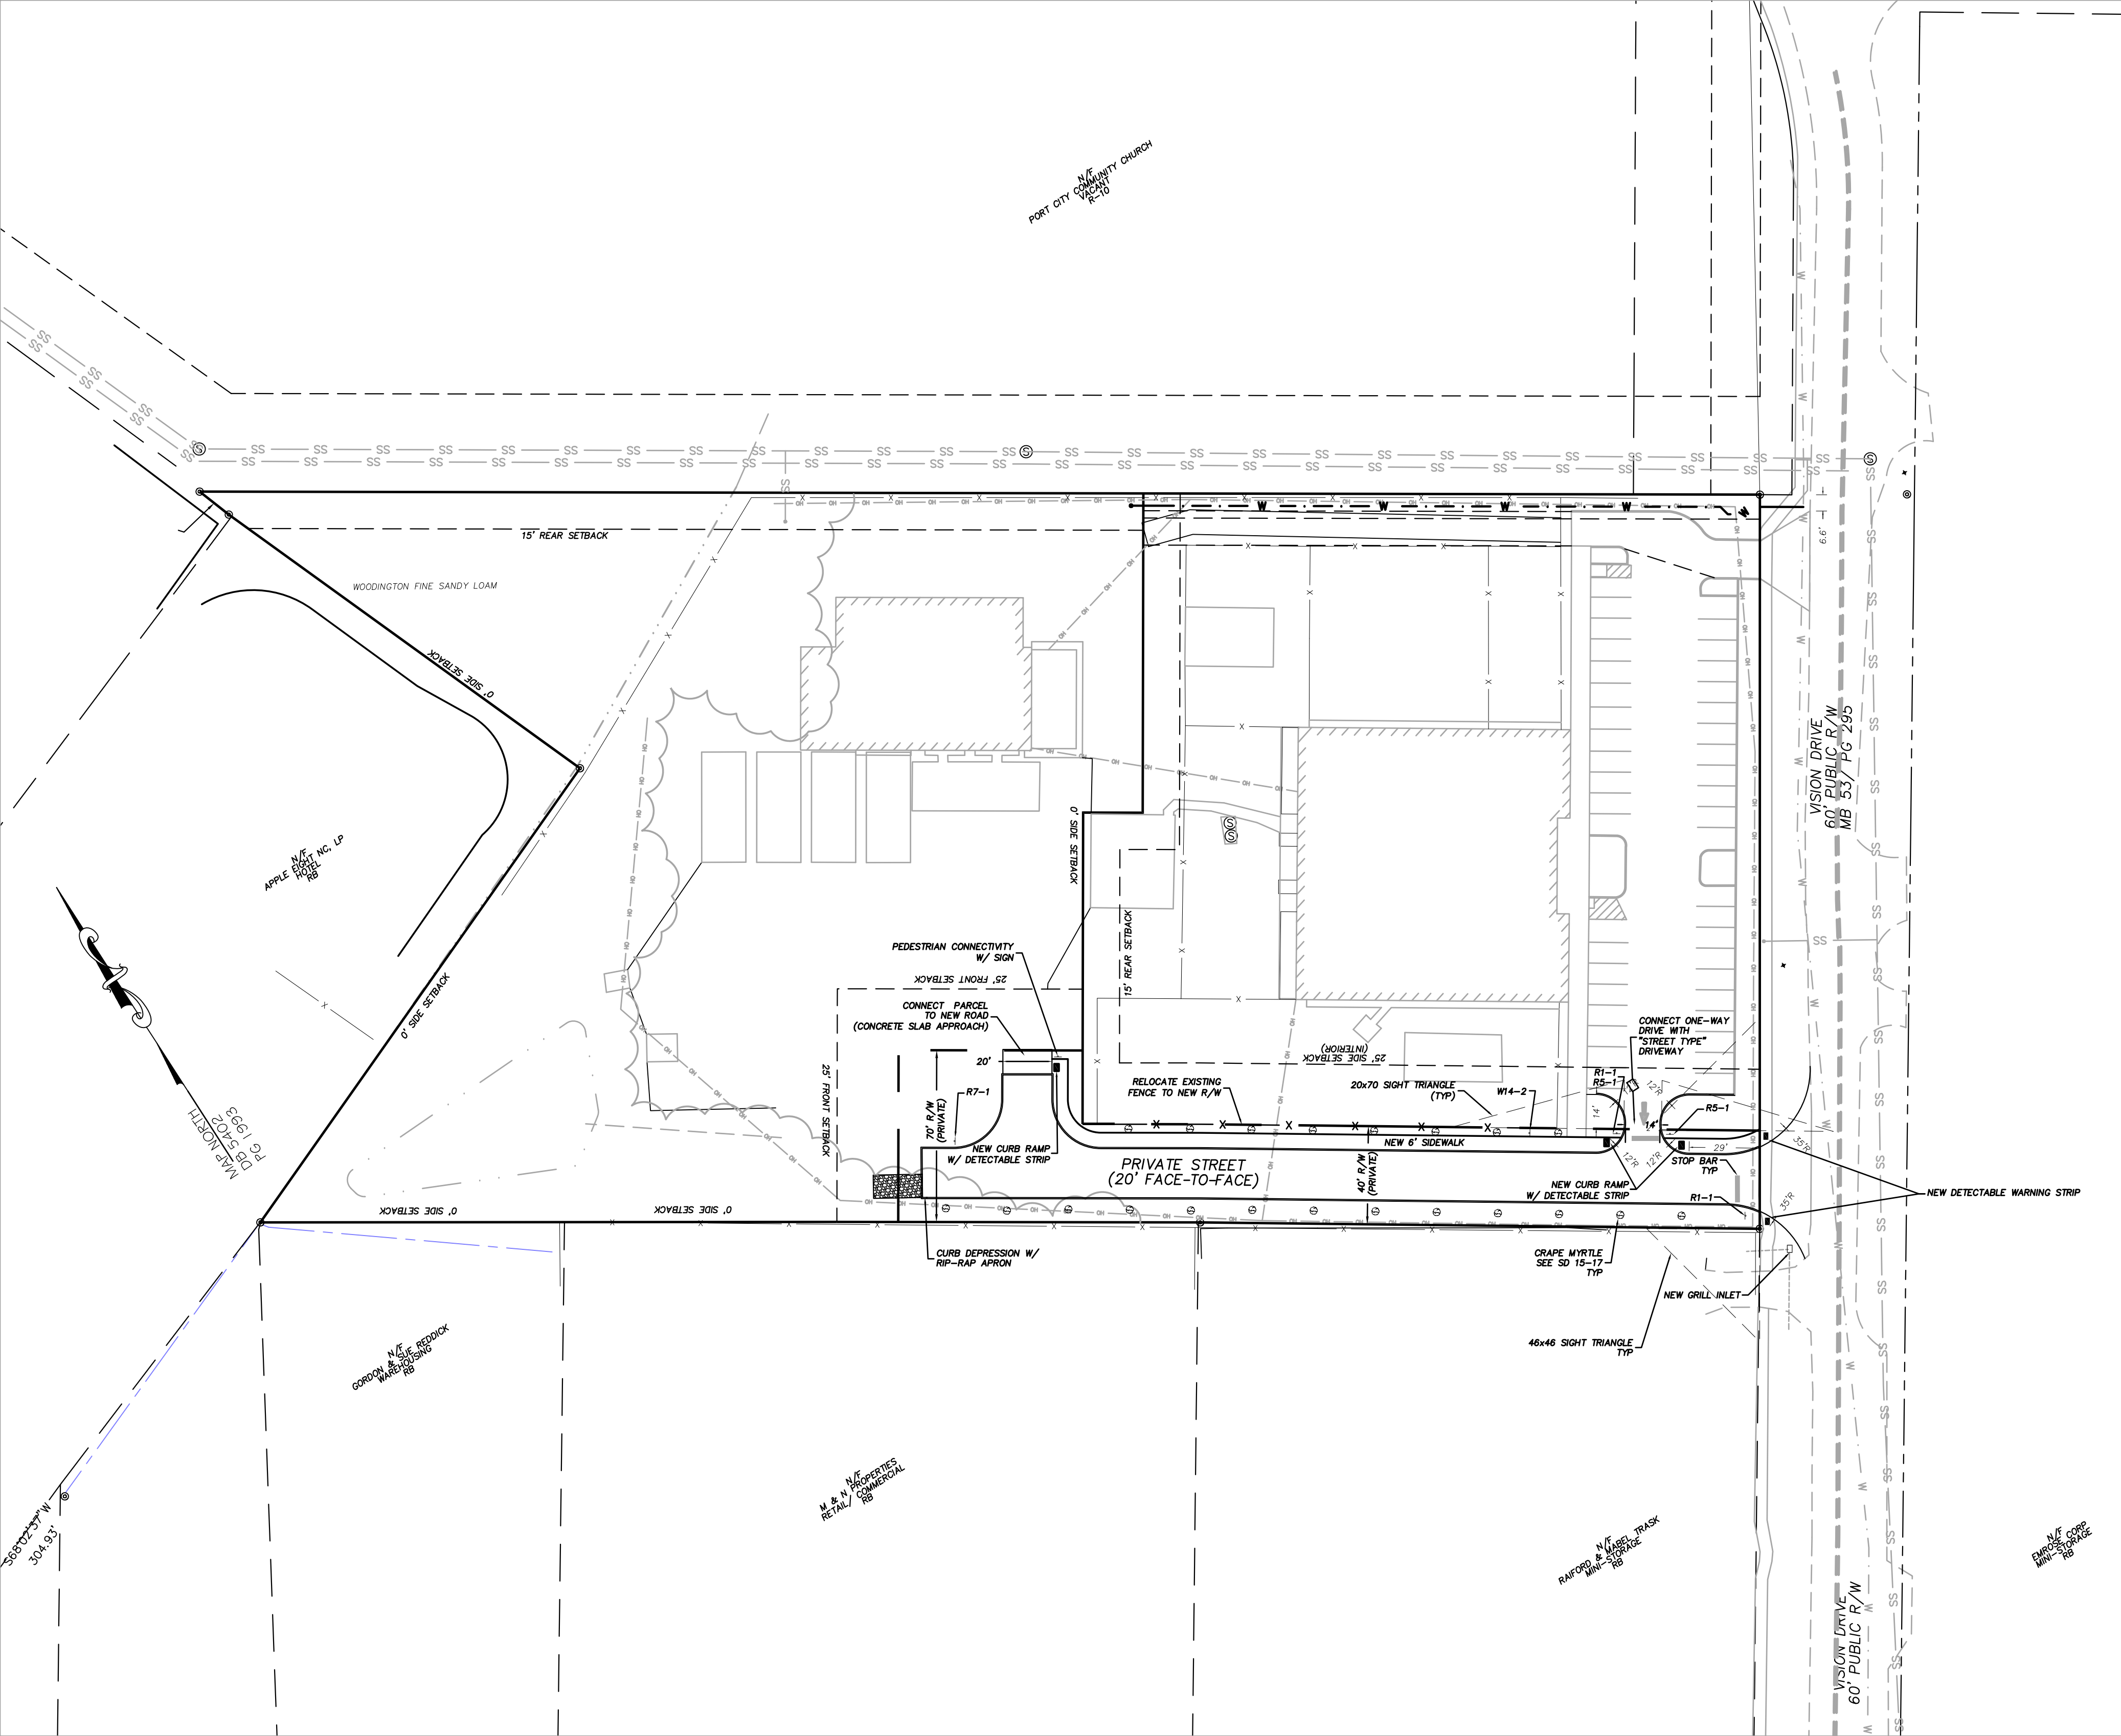 N/F
PORT CITY COMMUNITY CHURCH
VACANT
R-10
6.6'
15' REAR SETBACK
WOODINGTON FINE SANDY LOAM
0' SIDE SETBACK
VISION DRIVE
60' PUBLIC R/W
MB 53/ PG 295
N/F
APPLE EIGHT NC, LP
HOTEL
RB
0' SIDE SETBACK
15' REAR SETBACK
0' SIDE SETBACK
PEDESTRIAN CONNECTIVITY
W/ SIGN
25' FRONT SETBACK
CONNECT PARCEL
TO NEW ROAD
(CONCRETE SLAB APPROACH)
20'
25' SIDE SETBACK
(INTERIOR)
CONNECT ONE-WAY
DRIVE WITH
"STREET TYPE"
DRIVEWAY
MAP NORTH
DB 5402
PG 1993
25' FRONT SETBACK
70' R/W
(PRIVATE)
R7-1
RELOCATE EXISTING
FENCE TO NEW R/W
20x70 SIGHT TRIANGLE
(TYP)
W14-2
R1-1
R5-1
12'R
14'
R5-1
14'
29'
35'R
NEW CURB RAMP
W/ DETECTABLE STRIP
NEW 6' SIDEWALK
PRIVATE STREET
(20' FACE-TO-FACE)
40' R/W
(PRIVATE)
12'R
12'R
STOP BAR
TYP
NEW CURB RAMP
W/ DETECTABLE STRIP
R1-1
35'R
NEW DETECTABLE WARNING STRIP
0' SIDE SETBACK
0' SIDE SETBACK
CURB DEPRESSION W/
RIP-RAP APRON
CRAPE MYRTLE
SEE SD 15-17
TYP
NEW GRILL INLET
46x46 SIGHT TRIANGLE
TYP
N/F
GORDON & SUE REDDICK
WAREHOUSING
RB
N/F
M & N PROPERTIES
RETAIL/ COMMERCIAL
RB
N/F
RAIFORD & MABEL TRASK
MINI-STORAGE
RB
N/F
EMROSE CORP
MINI-STORAGE
RB
S68°02'37"W
304.93'
VISION DRIVE
60' PUBLIC R/W